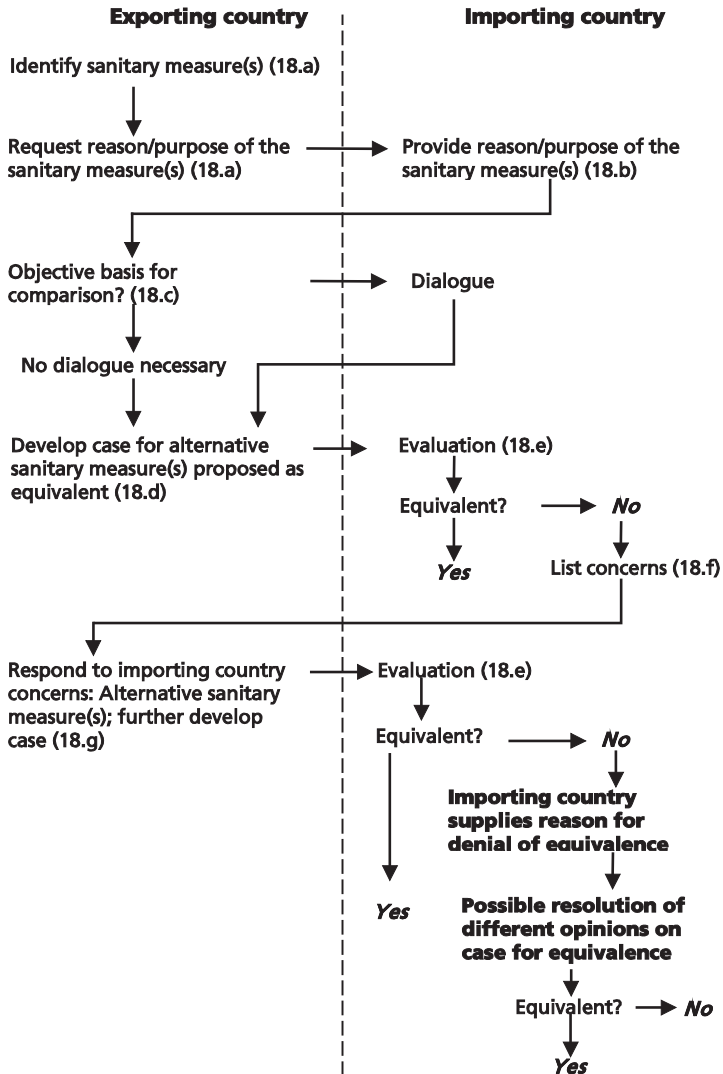 Exporting country
Importing country
Identify sanitary measure(s) (18.a)
Request reason/purpose of the
sanitary measure(s) (18.a)
Provide reason/purpose of the
sanitary measure(s) (18.b)
Objective basis for
comparison? (18.c)
Dialogue
No dialogue necessary
Develop case for alternative
sanitary measure(s) proposed as
equivalent (18.d)
Evaluation (18.e)
Equivalent?
No
Yes
List concerns (18.f)
Respond to importing country
concerns: Alternative sanitary
measure(s); further develop
case (18.g)
Evaluation (18.e)
Equivalent?
No
Importing country
supplies reason for
denial of equivalence
Yes
Possible resolution of
different opinions on
case for equivalence
Equivalent?
No
Yes